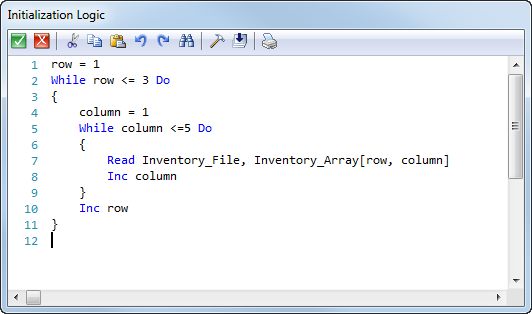 Initialization Logic
1 row = 1
2 While row <= 3 Do
3 {
4     column = 1
5     While column <=5 Do
6     {
7         Read Inventory_File, Inventory_Array[row, column]
8         Inc column
9     }
10     Inc row
11 }
12